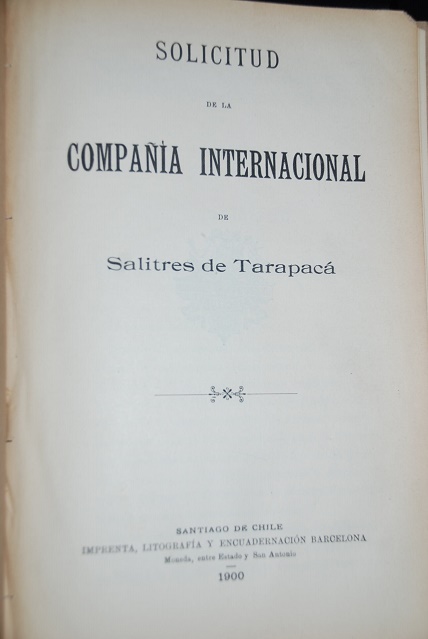 SOLICITUD
DE LA
COMPAÑÍA INTERNACIONAL
DE
Salitres de Tarapacá
SANTIAGO DE CHILE
IMPRENTA, LITOGRAFÍA Y ENCUADERNACIÓN BARCELONA
Moneda, entre Estado y San Antonio
1900